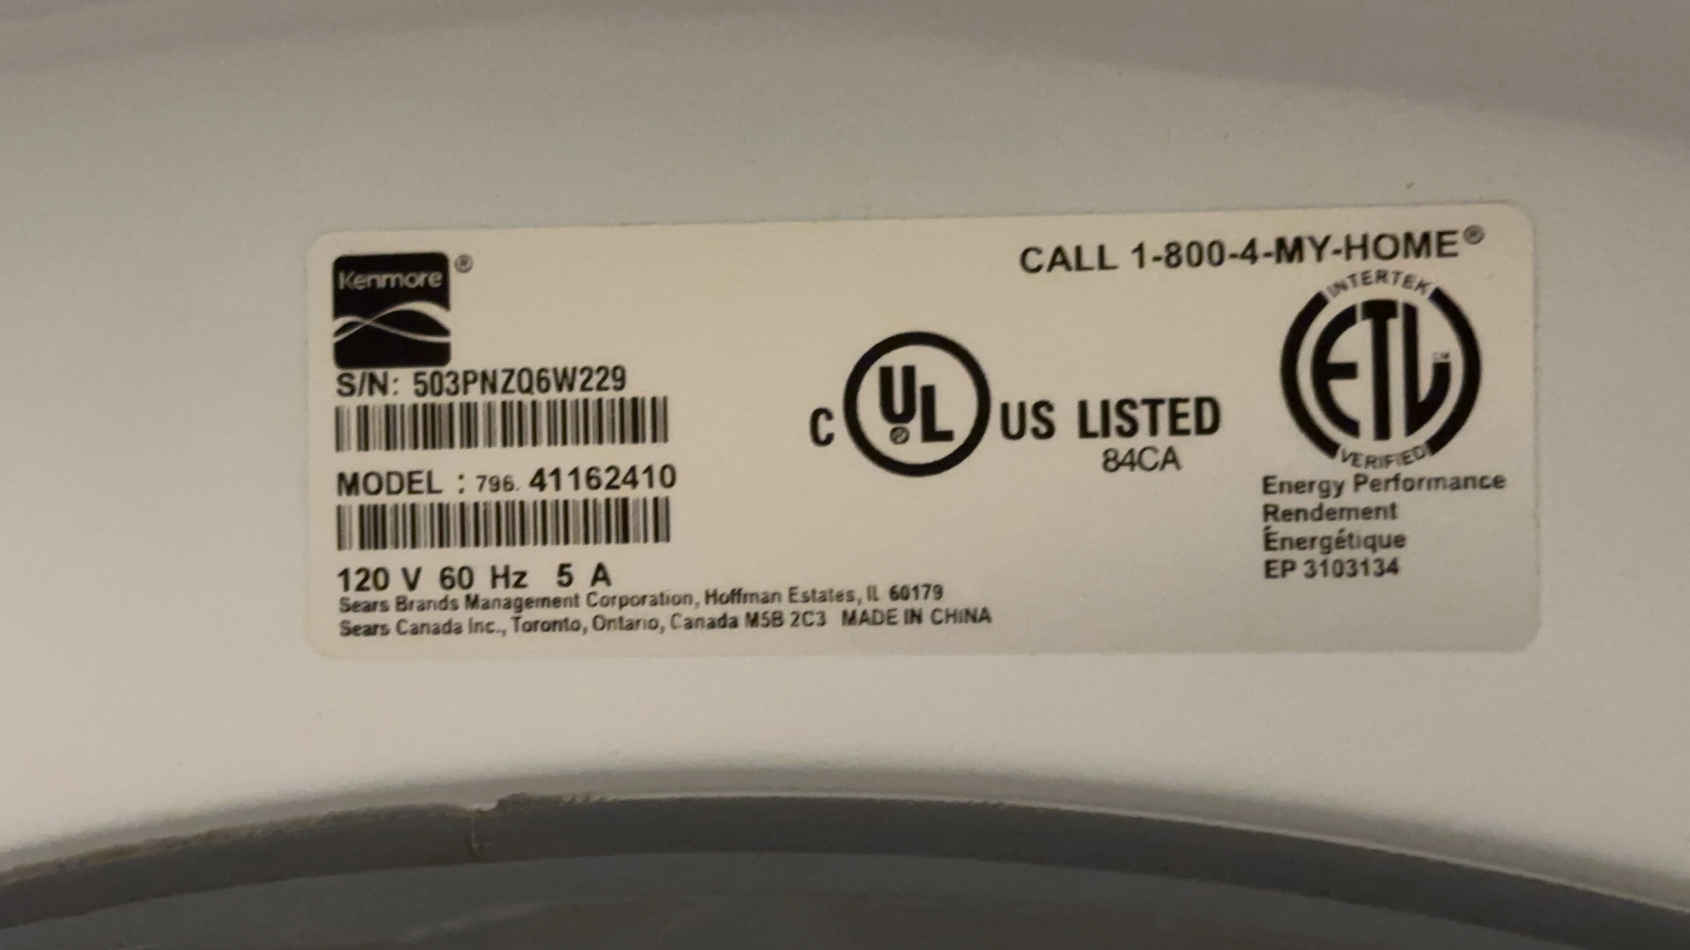 Kenmore®
CALL 1-800-4-MY-HOME®
S/N: 503PNZQ6W229
MODEL : 796. 41162410
120 V 60 Hz 5 A
Sears Brands Management Corporation, Hoffman Estates, IL 60179
Sears Canada Inc., Toronto, Ontario, Canada M5B 2C3 MADE IN CHINA
C UL® US LISTED
84CA
INTERTEK
ETL
CM
VERIFIED
Energy Performance
Rendement
Énergétique
EP 3103134